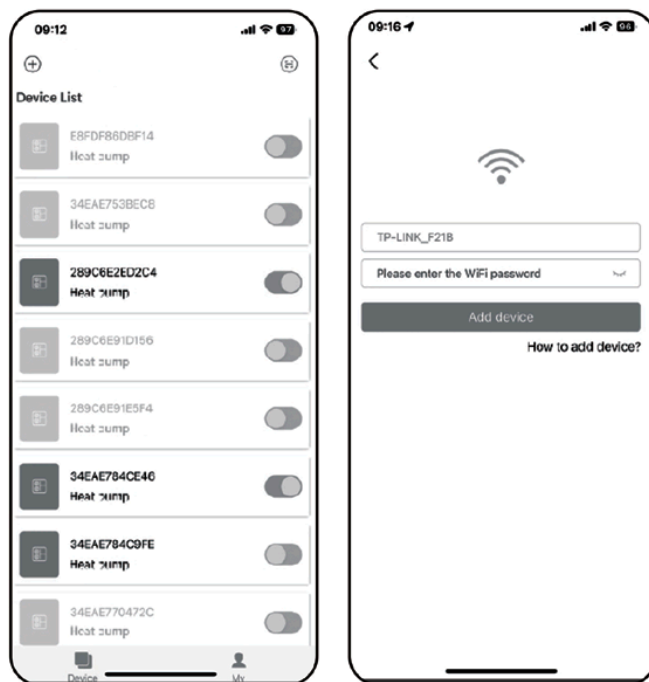 09:12
97
Device List
E8FDF86DBF14
Heat pump
34EAE753BEC8
Heat pump
289C6E2ED2C4
Heat pump
289C6E91D156
Heat pump
289C6E91E5F4
Heat pump
34EAE784CE46
Heat pump
34EAE784C9FE
Heat pump
34EAE770472C
Heat pump
Device
My
09:16
96
TP-LINK_F21B
Please enter the WiFi password
Add device
How to add device?